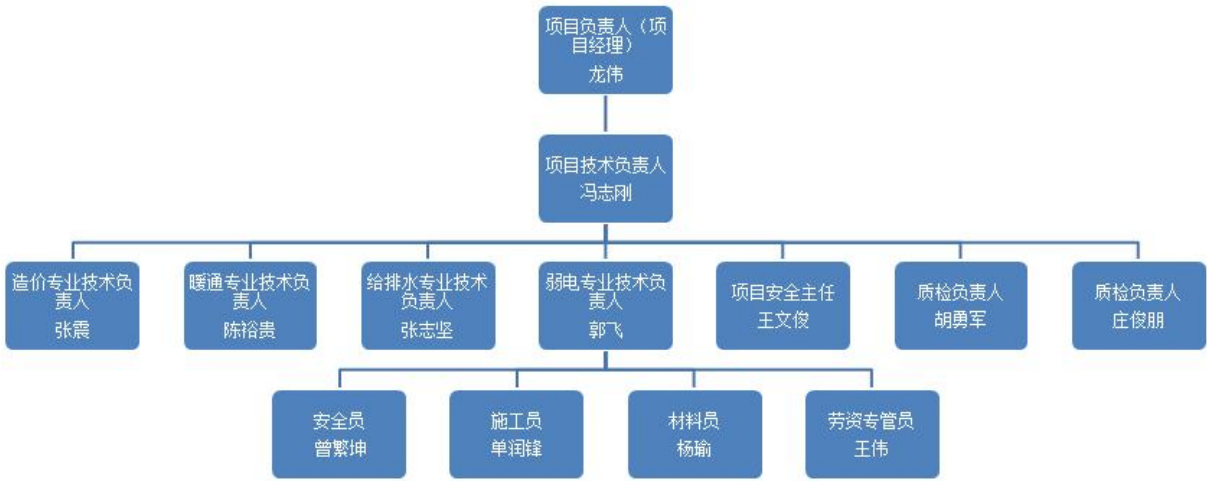 项目负责人（项
目经理）
龙伟
项目技术负责人
冯志刚
造价专业技术负
责人
张震
暖通专业技术负
责人
陈裕贵
给排水专业技术
负责人
张志坚
弱电专业技术负
责人
郭飞
项目安全主任
王文俊
质检负责人
胡勇军
质检负责人
庄俊朋
安全员
曾繁坤
施工员
单润锋
材料员
杨瑜
劳资专管员
王伟